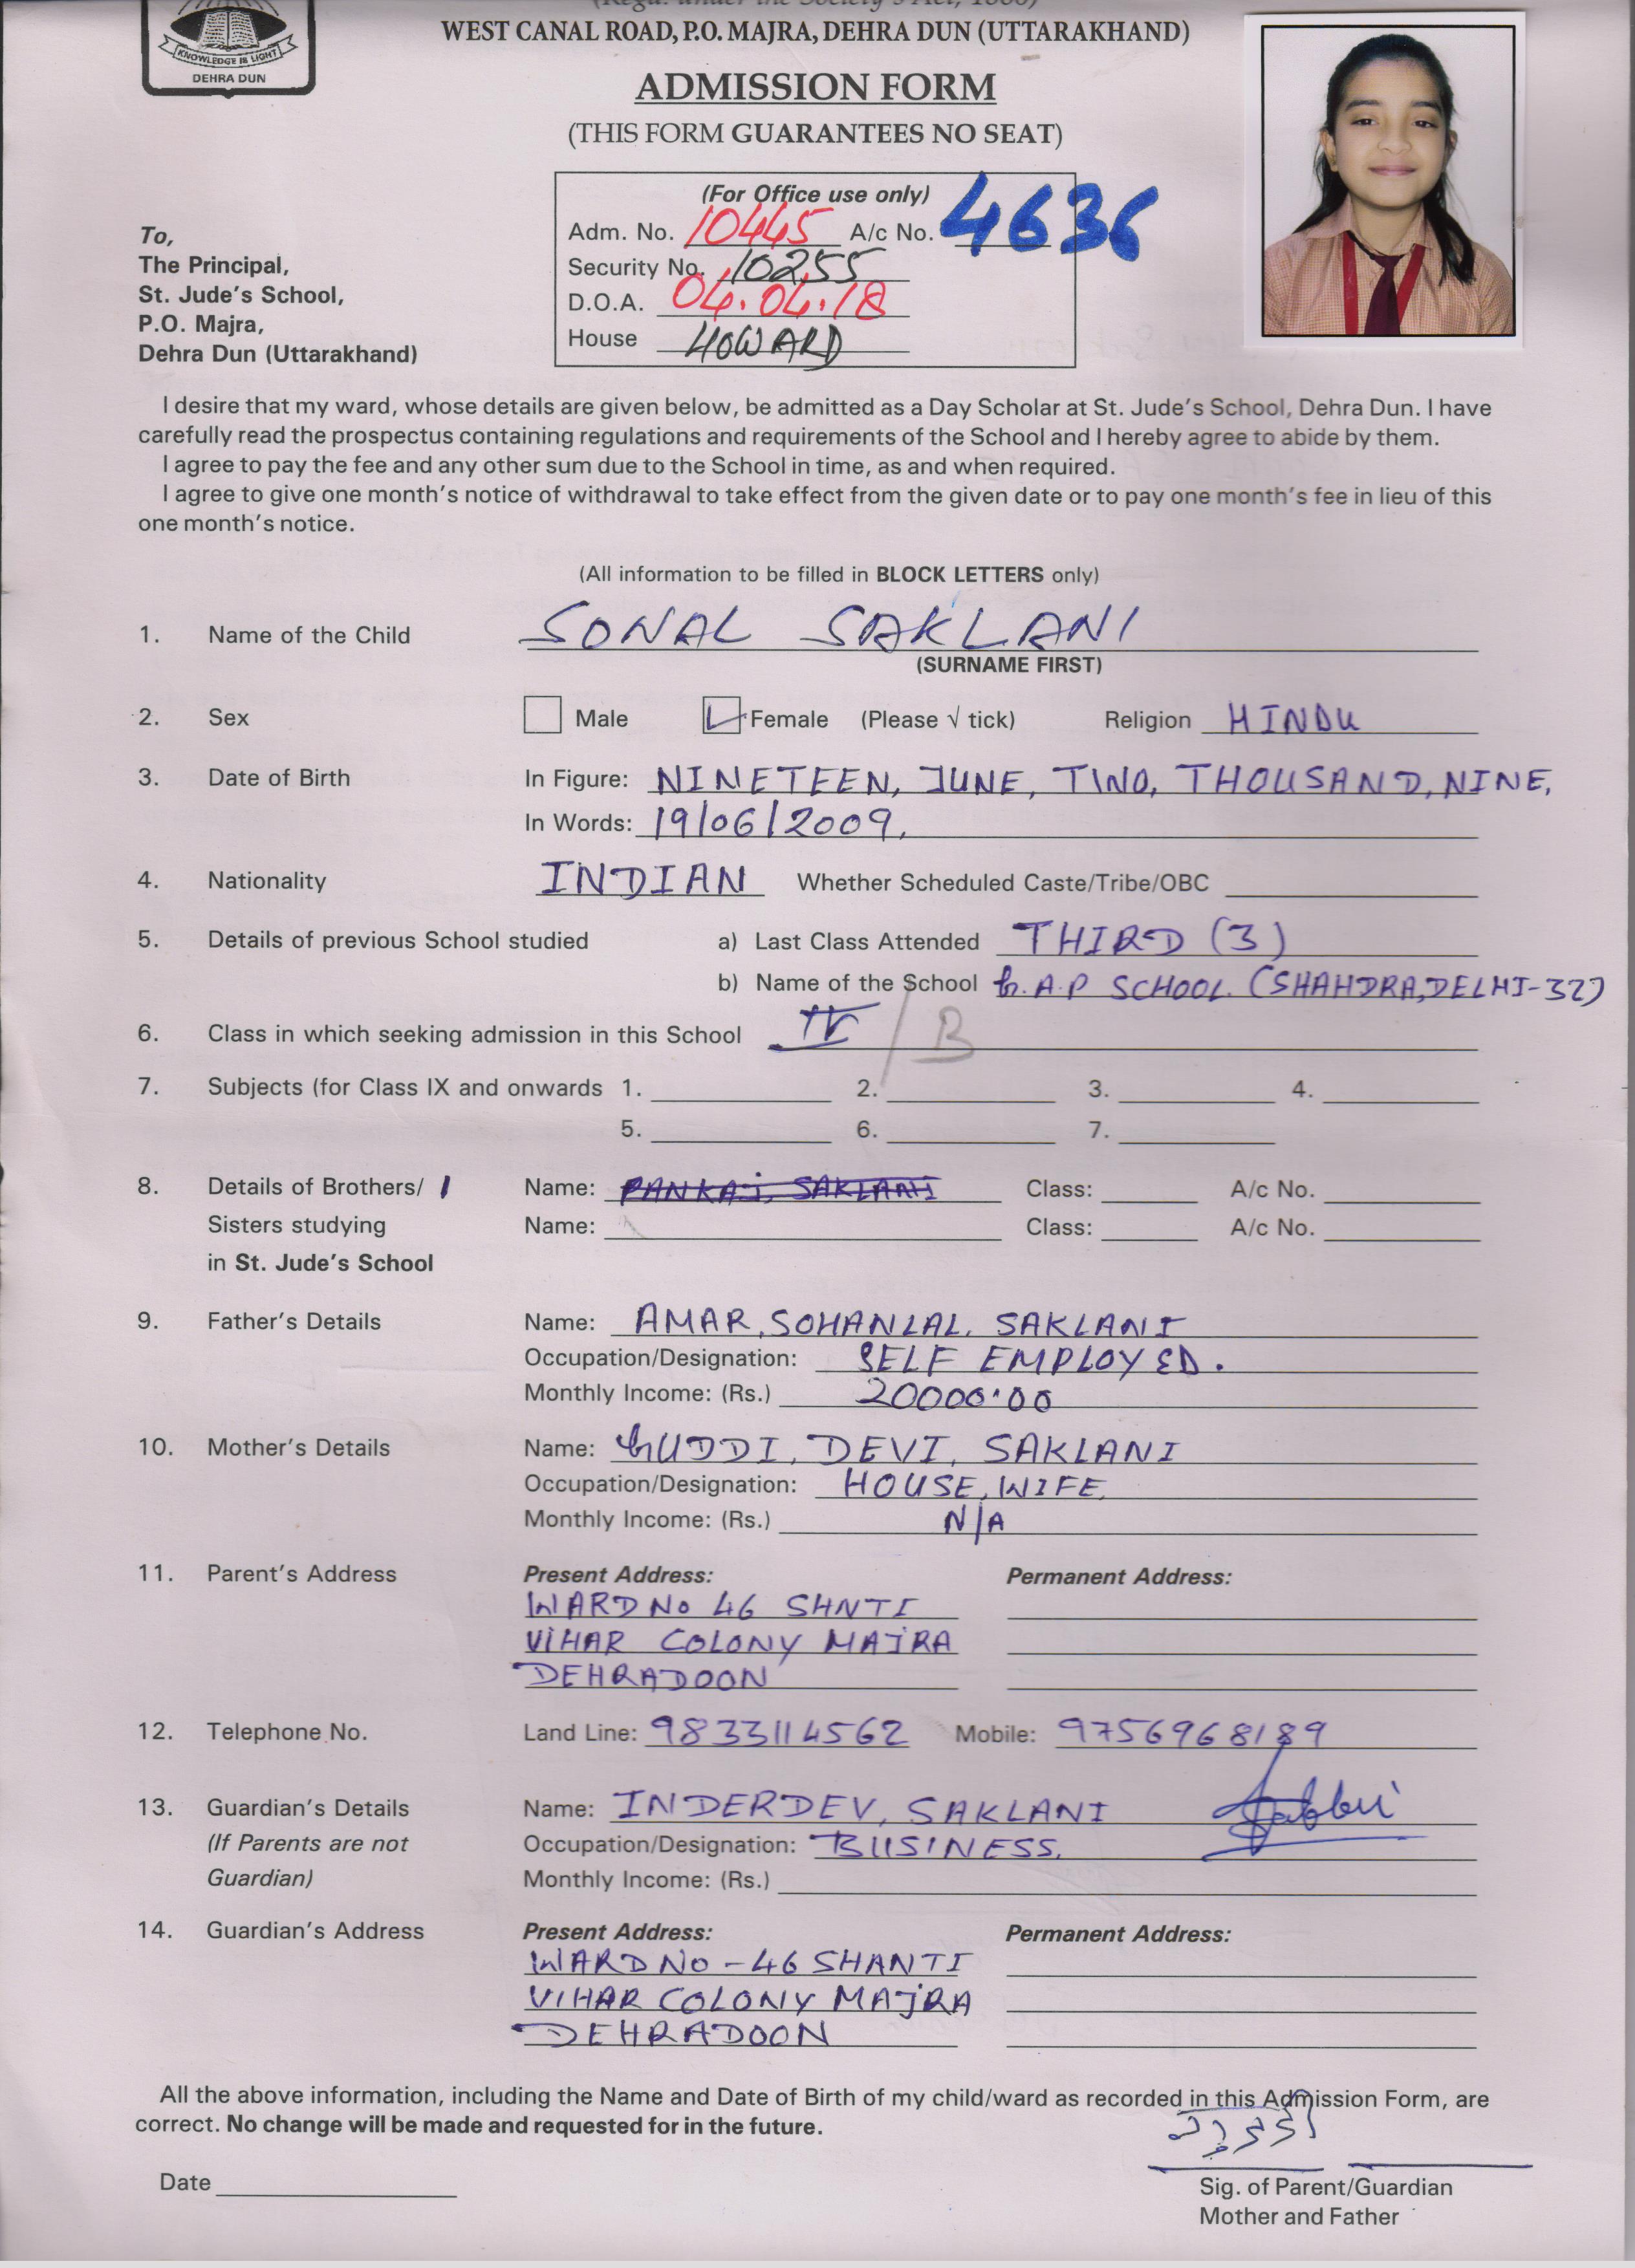 KNOWLEDGE IS LIGHT
DEHRA DUN
(Regd. under the Society's Act, 1860)
WEST CANAL ROAD, P.O. MAJRA, DEHRA DUN (UTTARAKHAND)
ADMISSION FORM
(THIS FORM GUARANTEES NO SEAT)
(For Office use only)
Adm. No. 10445 A/c No. 4636
Security No. 10255
D.O.A. 04.04.18
House HOWARD
To,
The Principal,
St. Jude's School,
P.O. Majra,
Dehra Dun (Uttarakhand)
I desire that my ward, whose details are given below, be admitted as a Day Scholar at St. Jude's School, Dehra Dun. I have
carefully read the prospectus containing regulations and requirements of the School and I hereby agree to abide by them.
I agree to pay the fee and any other sum due to the School in time, as and when required.
I agree to give one month's notice of withdrawal to take effect from the given date or to pay one month's fee in lieu of this
one month's notice.
(All information to be filled in BLOCK LETTERS only)
1. Name of the Child SONAL SAKLANI
(SURNAME FIRST)
2. Sex Male Female (Please √ tick) Religion HINDU
3. Date of Birth In Figure: NINETEEN, JUNE, TWO, THOUSAND, NINE,
In Words: 19/06/2009,
4. Nationality INDIAN Whether Scheduled Caste/Tribe/OBC
5. Details of previous School studied a) Last Class Attended THIRD (3)
b) Name of the School G.A.P SCHOOL. (SHAHDRA, DELHI-32)
6. Class in which seeking admission in this School IV / B
7. Subjects (for Class IX and onwards 1. 2. 3. 4.
5. 6. 7.
8. Details of Brothers/ 1 Name: PANKAJ, SAKLANI Class: A/c No.
Sisters studying Name: Class: A/c No.
in St. Jude's School
9. Father's Details Name: AMAR, SOHANLAL, SAKLANI
Occupation/Designation: SELF EMPLOYED.
Monthly Income: (Rs.) 20000.00
10. Mother's Details Name: GUDDI, DEVI, SAKLANI
Occupation/Designation: HOUSE, WIFE,
Monthly Income: (Rs.) N/A
11. Parent's Address Present Address: Permanent Address:
WARD No 46 SHNTI
VIHAR COLONY MAJRA
DEHRADOON
12. Telephone No. Land Line: 9833114562 Mobile: 9756968189
13. Guardian's Details Name: INDERDEV, SAKLANI
(If Parents are not Occupation/Designation: BUSINESS,
Guardian) Monthly Income: (Rs.)
14. Guardian's Address Present Address: Permanent Address:
WARD No - 46 SHANTI
VIHAR COLONY MAJRA
DEHRADOON
All the above information, including the Name and Date of Birth of my child/ward as recorded in this Admission Form, are
correct. No change will be made and requested for in the future.
Date
Sig. of Parent/Guardian
Mother and Father